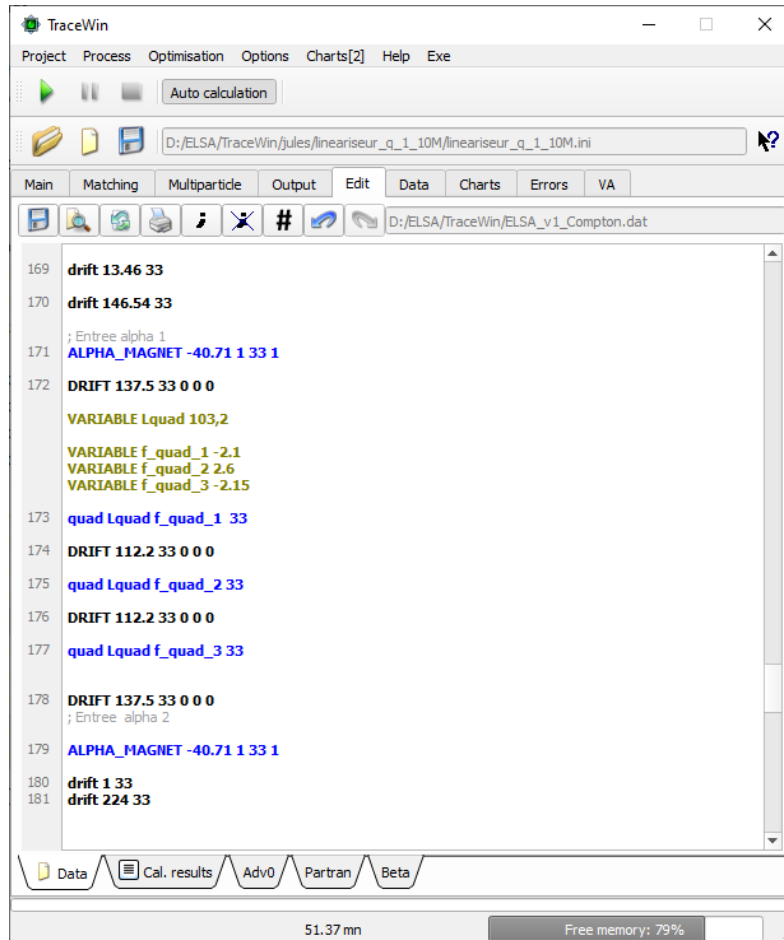 TraceWin
Project Process Optimisation Options Charts[2] Help Exe
Auto calculation
D:/ELSA/TraceWin/jules/lineariseur_q_1_10M/lineariseur_q_1_10M.ini
Main Matching Multiparticle Output Edit Data Charts Errors VA
; # D:/ELSA/TraceWin/ELSA_v1_Compton.dat
169 drift 13.46 33
170 drift 146.54 33
; Entree alpha 1
171 ALPHA_MAGNET -40.71 1 33 1
172 DRIFT 137.5 33 0 0 0
VARIABLE Lquad 103,2
VARIABLE f_quad_1 -2.1
VARIABLE f_quad_2 2.6
VARIABLE f_quad_3 -2.15
173 quad Lquad f_quad_1  33
174 DRIFT 112.2 33 0 0 0
175 quad Lquad f_quad_2 33
176 DRIFT 112.2 33 0 0 0
177 quad Lquad f_quad_3 33
178 DRIFT 137.5 33 0 0 0
; Entree  alpha 2
179 ALPHA_MAGNET -40.71 1 33 1
180 drift 1 33
181 drift 224 33
Data Cal. results Adv0 Partran Beta
51.37 mn Free memory: 79%